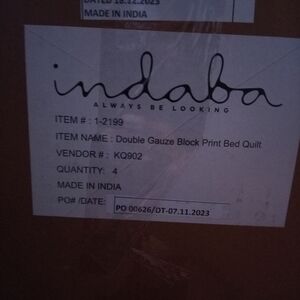 DATED 18.12.2023
MADE IN INDIA
indaba
ALWAYS BE LOOKING
ITEM # : 1-2199
ITEM NAME : Double Gauze Block Print Bed Quilt
VENDOR # : KQ902
QUANTITY: 4
MADE IN INDIA
PO# /DATE: PO 00626/DT-07.11.2023